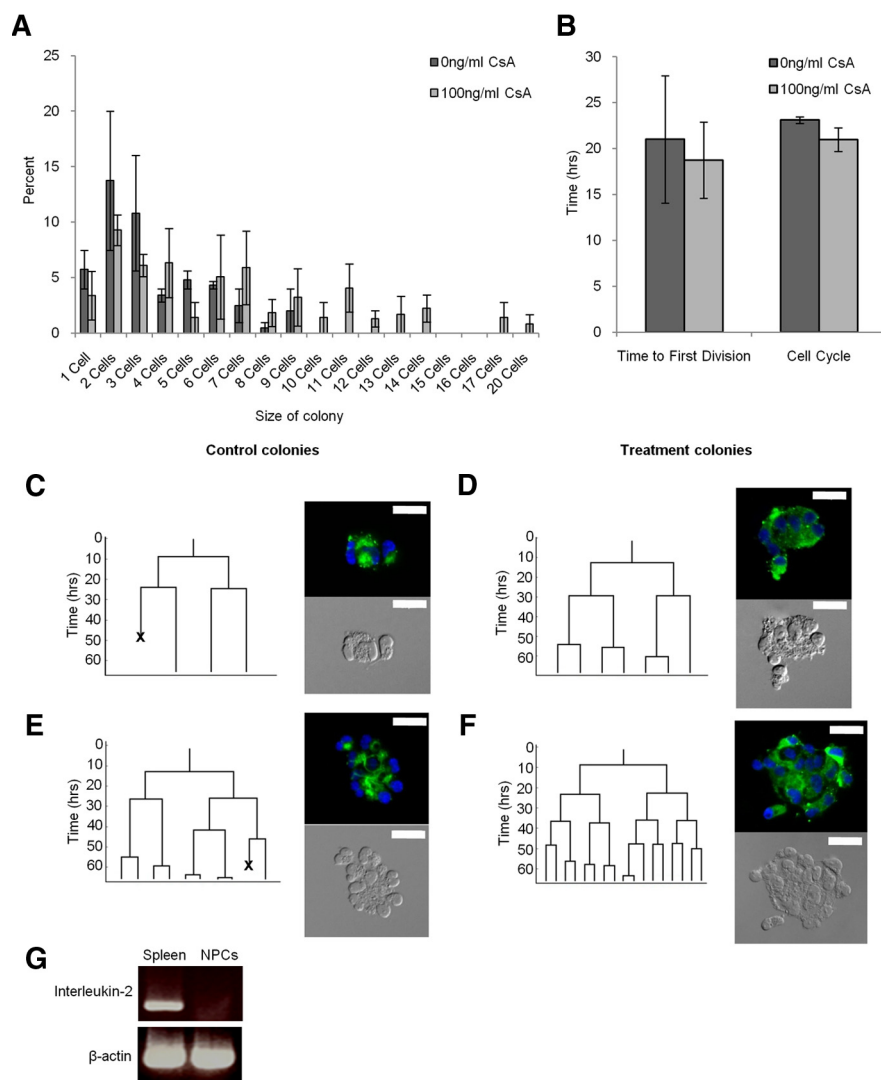 A
25
20
15
10
5
0
Percent
0ng/ml CsA
100ng/ml CsA
1 Cell
2 Cells
3 Cells
4 Cells
5 Cells
6 Cells
7 Cells
8 Cells
9 Cells
10 Cells
11 Cells
12 Cells
13 Cells
14 Cells
15 Cells
16 Cells
17 Cells
20 Cells
Size of colony
B
30
25
20
15
10
5
0
Time (hrs)
0ng/ml CsA
100ng/ml CsA
Time to First Division
Cell Cycle
Control colonies
Treatment colonies
C
0
10
20
30
40
50
60
Time (hrs)
X
D
0
10
20
30
40
50
60
Time (hrs)
E
0
10
20
30
40
50
60
Time (hrs)
X
F
0
10
20
30
40
50
60
Time (hrs)
G
Spleen NPCs
Interleukin-2
β-actin